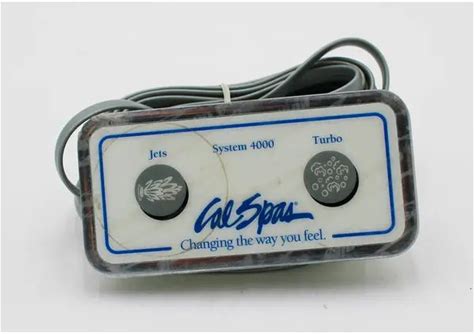 Jets System 4000 Turbo
Cal Spas®
Changing the way you feel.